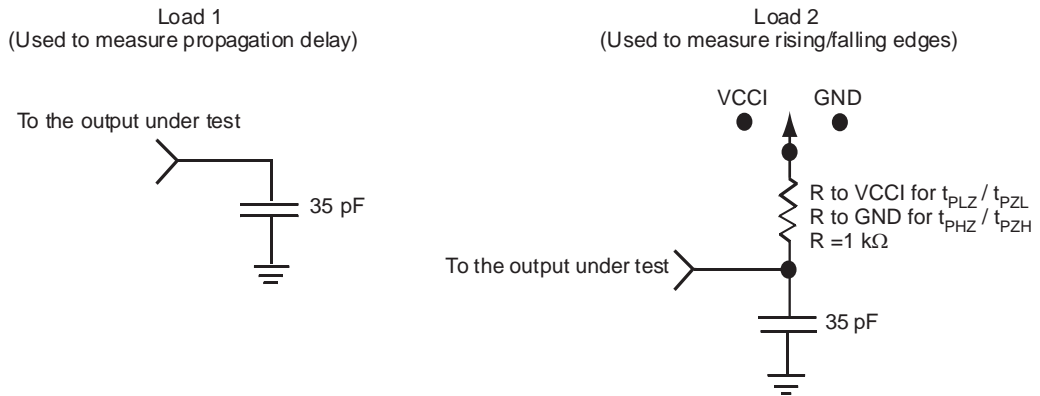 Load 1
(Used to measure propagation delay)
To the output under test
35 pF
Load 2
(Used to measure rising/falling edges)
VCCI
GND
R to VCCI for tPLZ / tPZL
R to GND for tPHZ / tPZH
R =1 kΩ
To the output under test
35 pF